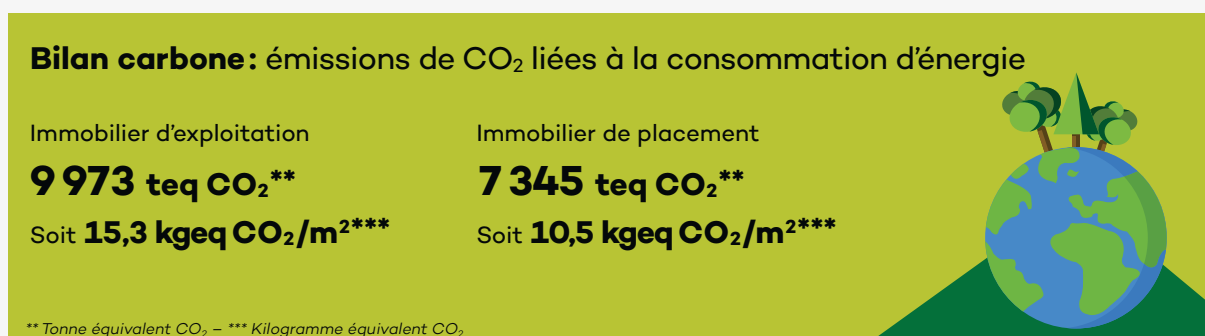 Bilan carbone : émissions de CO₂ liées à la consommation d'énergie
Immobilier d'exploitation
9 973 teq CO₂**
Soit 15,3 kgeq CO₂/m²***
Immobilier de placement
7 345 teq CO₂**
Soit 10,5 kgeq CO₂/m²***
** Tonne équivalent CO₂ – *** Kilogramme équivalent CO₂